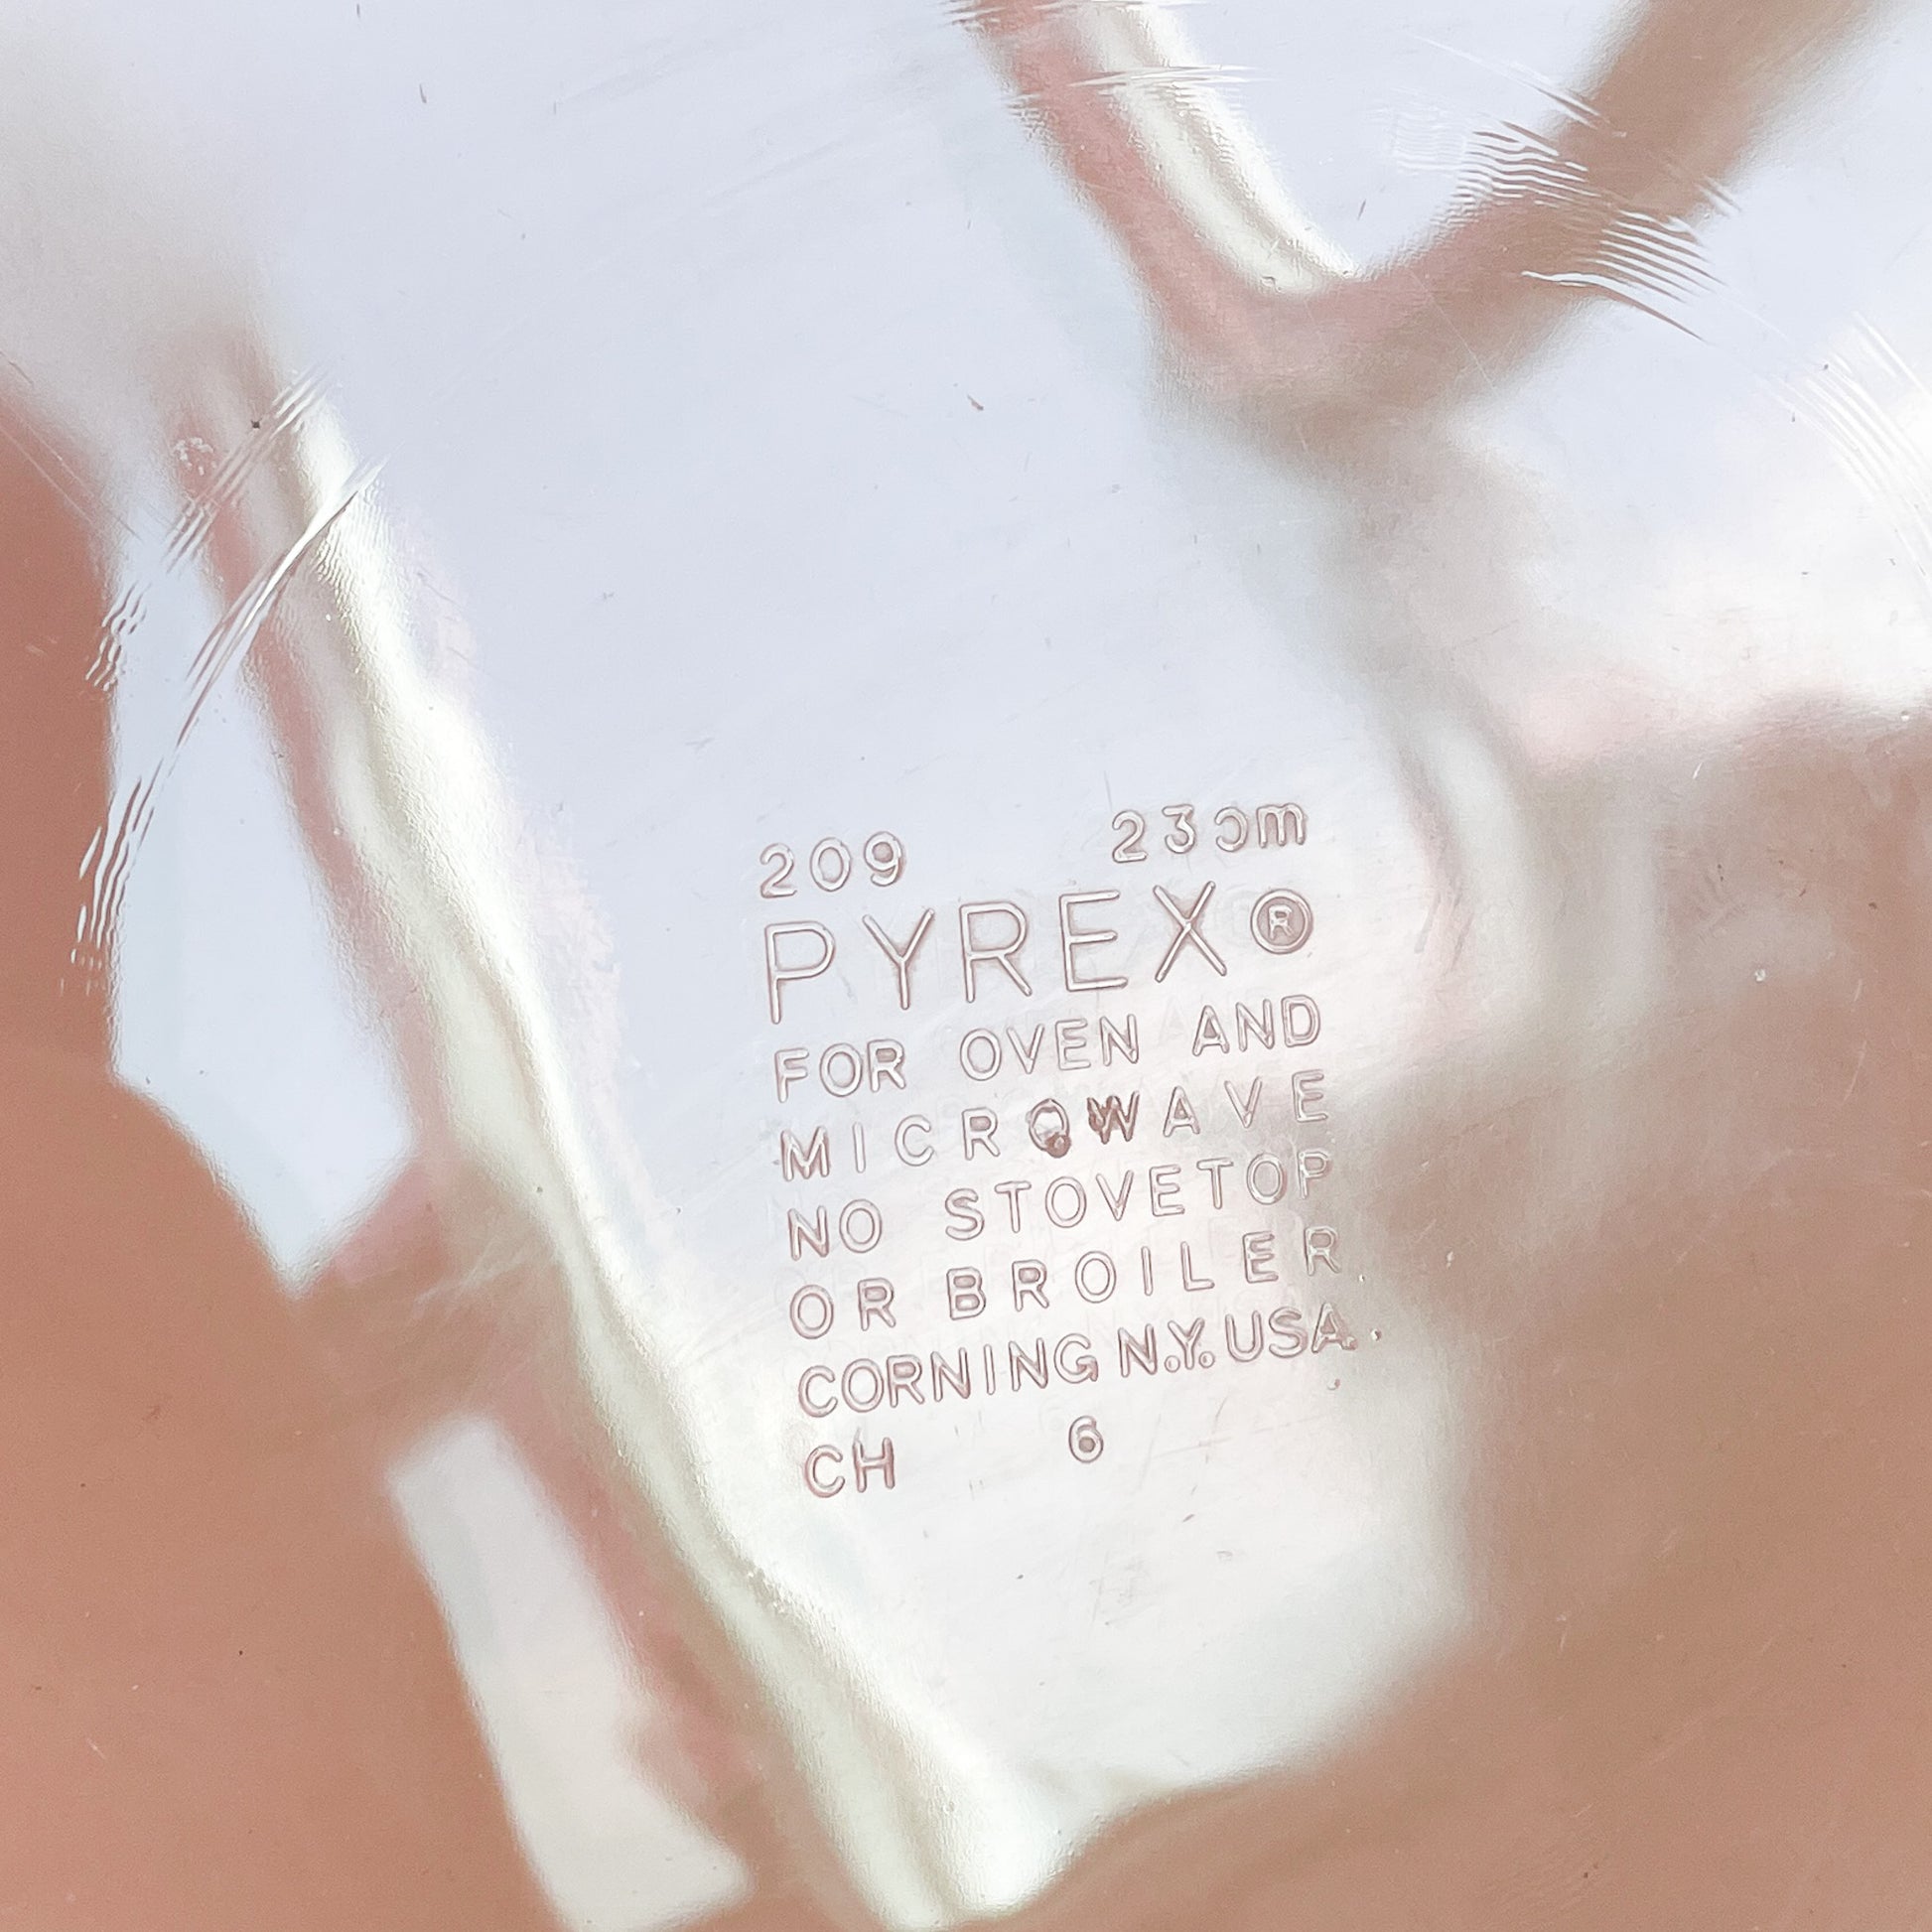 209 23cm
PYREX®
FOR OVEN AND
MICROWAVE
NO STOVETOP
OR BROILER
CORNING N.Y. USA.
CH 6